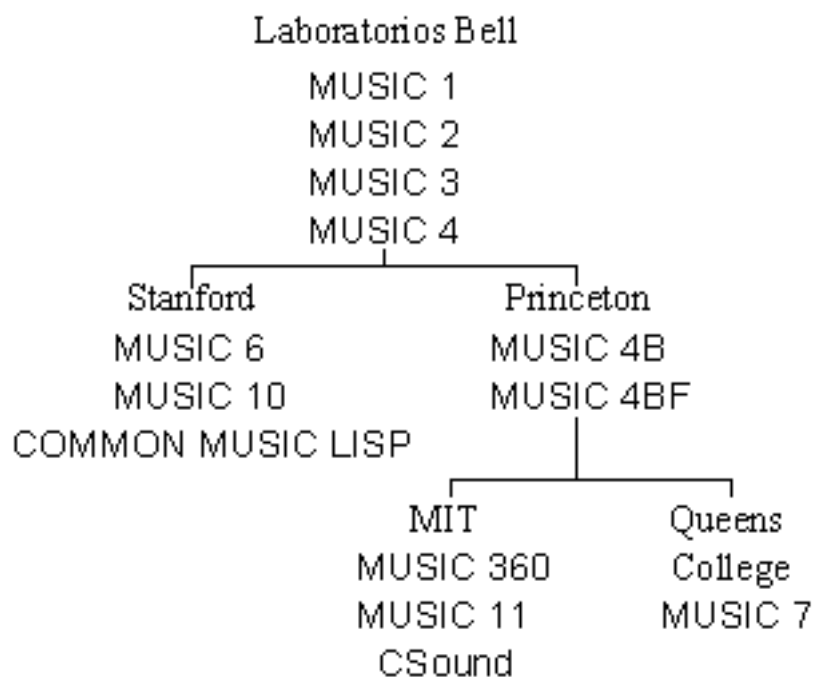 Laboratorios Bell
MUSIC 1
MUSIC 2
MUSIC 3
MUSIC 4
Stanford
MUSIC 6
MUSIC 10
COMMON MUSIC LISP
Princeton
MUSIC 4B
MUSIC 4BF
MIT
MUSIC 360
MUSIC 11
CSound
Queens
College
MUSIC 7